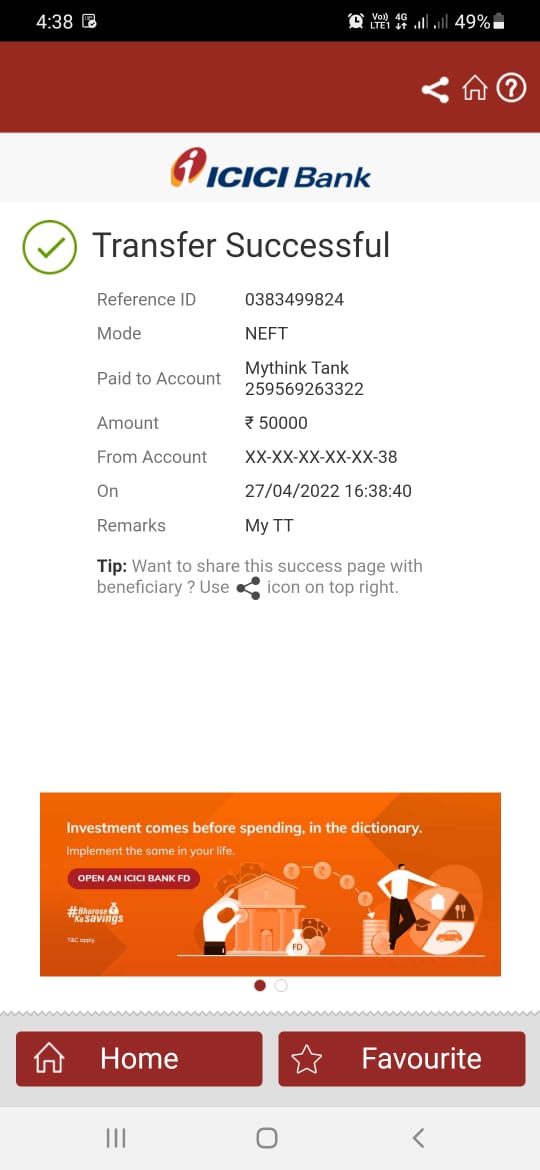 4:38
Vo)) 4G
LTE1 49%
ICICI Bank
Transfer Successful
Reference ID 0383499824
Mode NEFT
Paid to Account Mythink Tank
259569263322
Amount ₹ 50000
From Account XX-XX-XX-XX-XX-38
On 27/04/2022 16:38:40
Remarks My TT
Tip: Want to share this success page with
beneficiary ? Use icon on top right.
Investment comes before spending, in the dictionary.
Implement the same in your life.
OPEN AN ICICI BANK FD
#Bharose
Ka Savings
T&C apply.
FD
Home Favourite